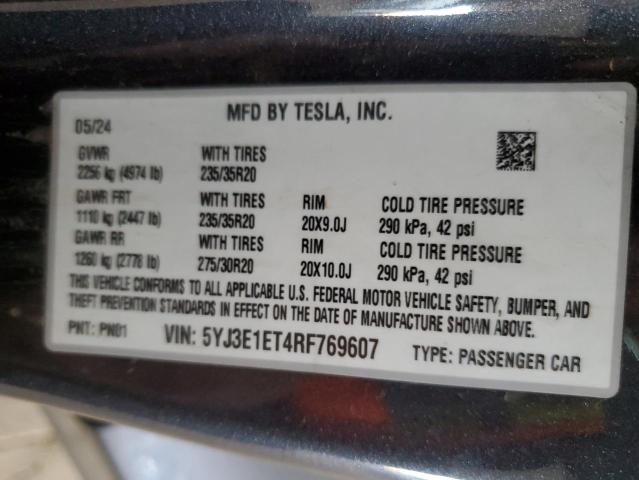 MFD BY TESLA, INC.
05/24
GVWR WITH TIRES
2256 kg (4974 lb) 235/35R20
GAWR FRT WITH TIRES RIM COLD TIRE PRESSURE
1110 kg (2447 lb) 235/35R20 20X9.0J 290 kPa, 42 psi
GAWR RR WITH TIRES RIM COLD TIRE PRESSURE
1260 kg (2778 lb) 275/30R20 20X10.0J 290 kPa, 42 psi
THIS VEHICLE CONFORMS TO ALL APPLICABLE U.S. FEDERAL MOTOR VEHICLE SAFETY, BUMPER, AND
THEFT PREVENTION STANDARDS IN EFFECT ON THE DATE OF MANUFACTURE SHOWN ABOVE.
PNT: PN01 VIN: 5YJ3E1ET4RF769607 TYPE: PASSENGER CAR